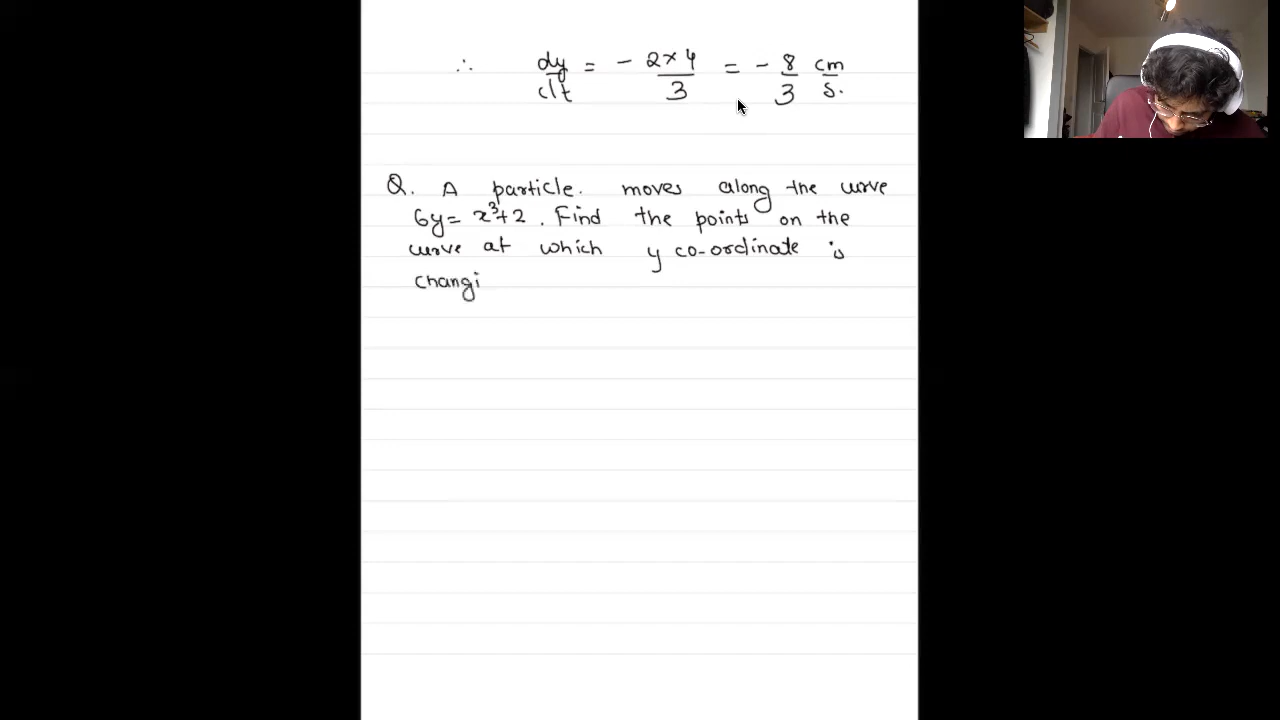 ∴ dy/dt = - 2×4/3 = - 8/3 cm/s.
Q. A particle. moves along the curve
6y= x³+2 . Find the points on the
curve at which y co-ordinate is
changi